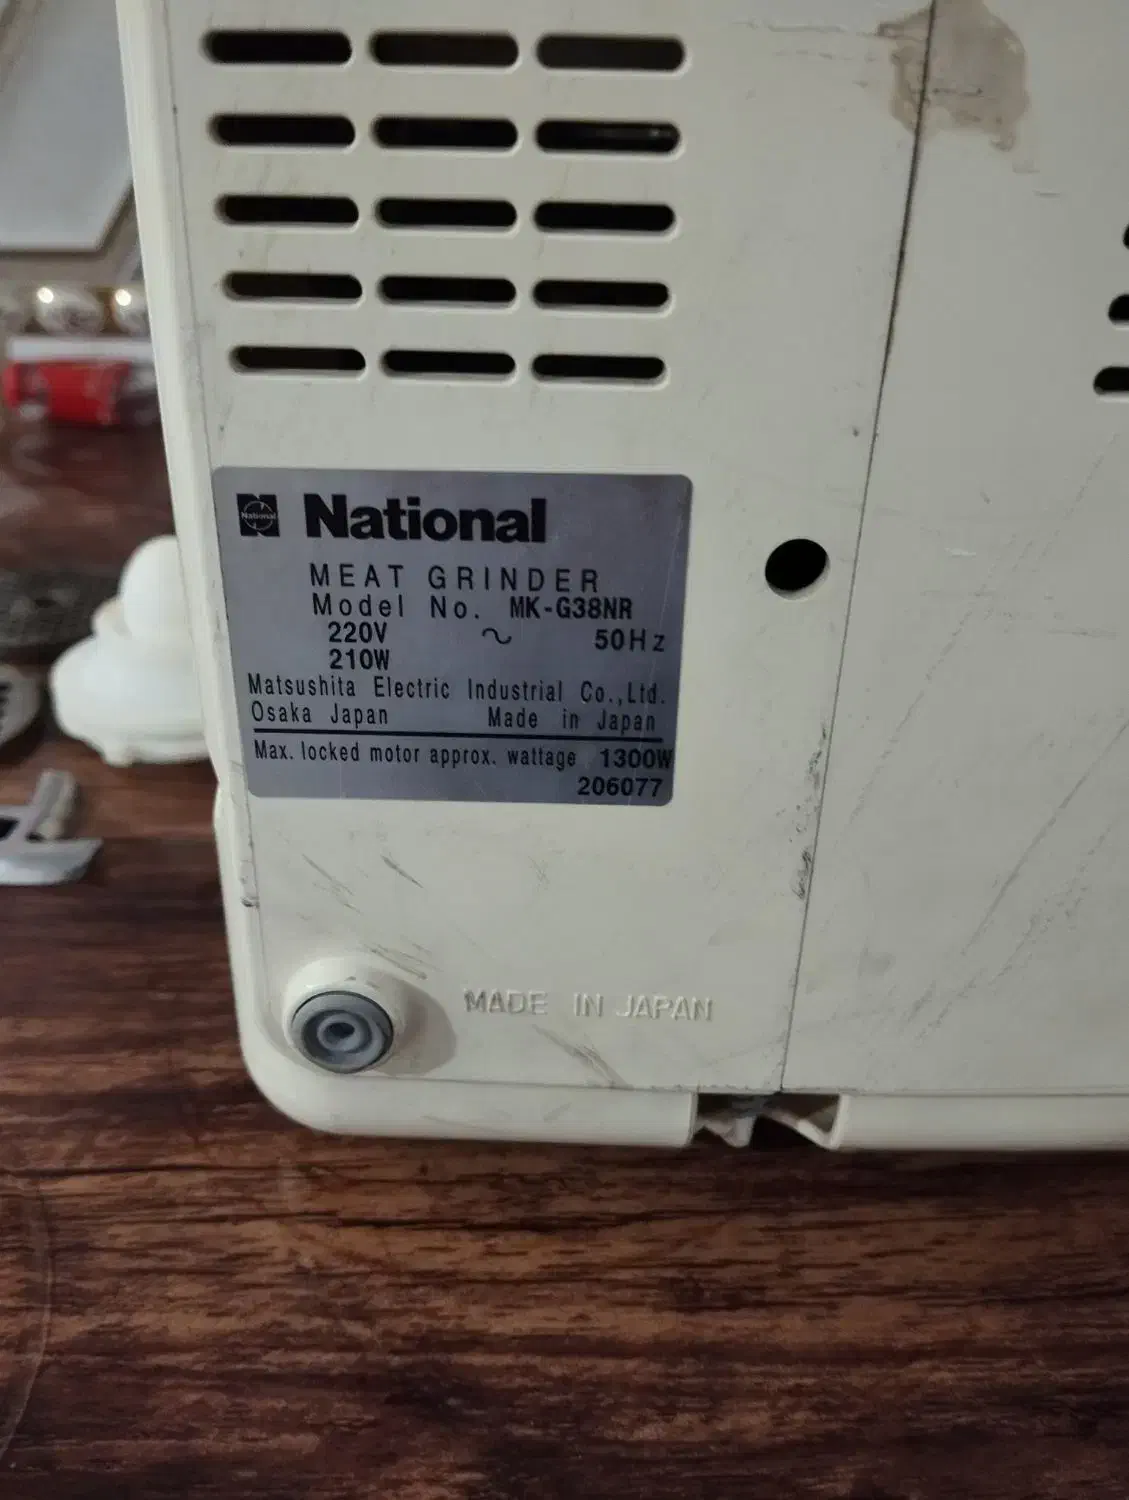 National
National
MEAT GRINDER
Model No. MK-G38NR
220V ~ 50Hz
210W
Matsushita Electric Industrial Co.,Ltd.
Osaka Japan Made in Japan
Max. locked motor approx. wattage 1300W
206077
MADE IN JAPAN